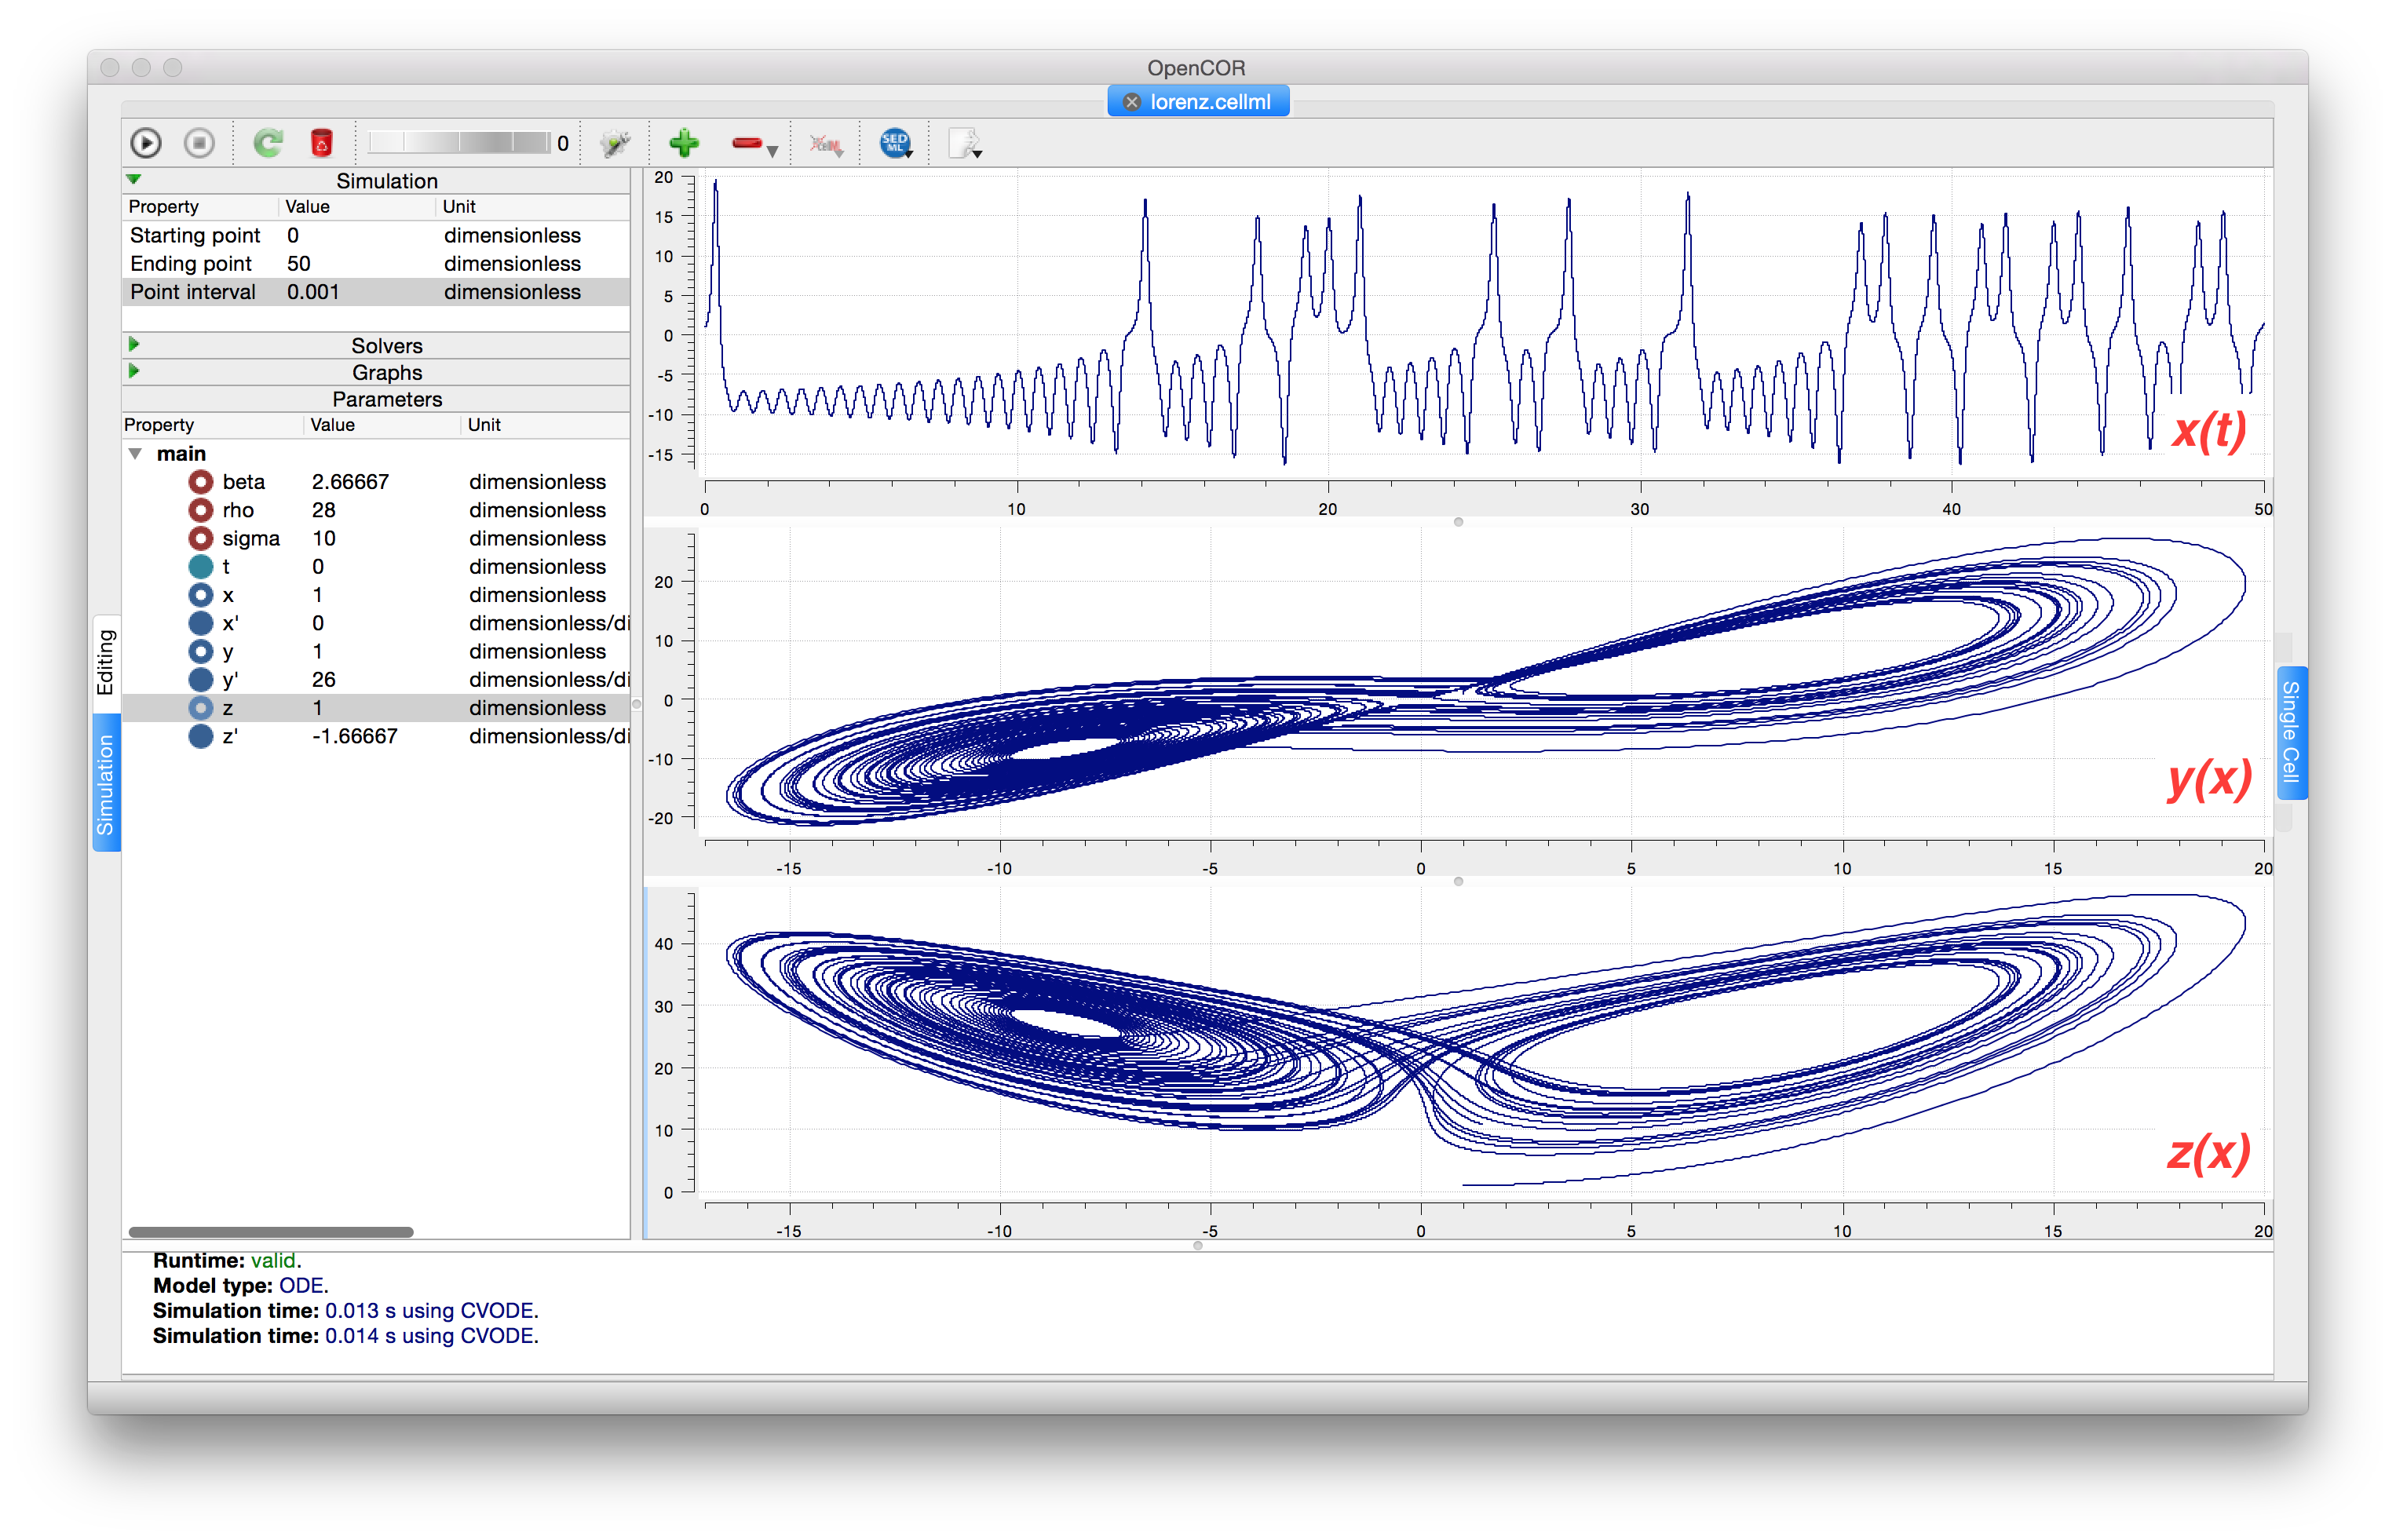 OpenCOR
lorenz.cellml
0
CellML
SED ML
Simulation
Property Value Unit
Starting point 0 dimensionless
Ending point 50 dimensionless
Point interval 0.001 dimensionless
Solvers
Graphs
Parameters
Property Value Unit
main
beta 2.66667 dimensionless
rho 28 dimensionless
sigma 10 dimensionless
t 0 dimensionless
x 1 dimensionless
x' 0 dimensionless/di
y 1 dimensionless
y' 26 dimensionless/di
z 1 dimensionless
z' -1.66667 dimensionless/di
Editing
Simulation
20
15
10
5
0
-5
-10
-15
x(t)
0 10 20 30 40 50
20
10
0
-10
-20
y(x)
-15 -10 -5 0 5 10 15 20
40
30
20
10
0
z(x)
-15 -10 -5 0 5 10 15 20
Single Cell
Runtime: valid.
Model type: ODE.
Simulation time: 0.013 s using CVODE.
Simulation time: 0.014 s using CVODE.